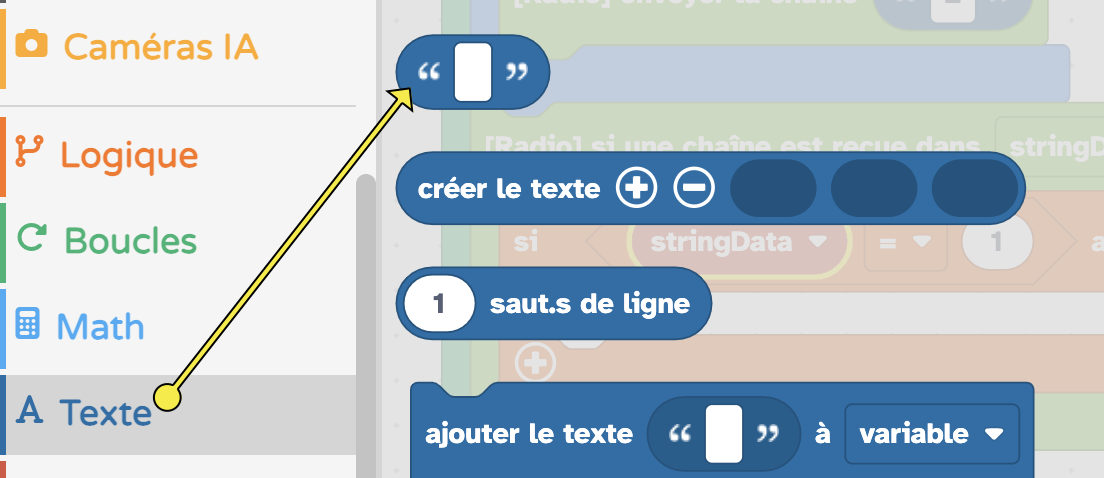 [Radio] envoyer la chaîne
Caméras IA
“ ”
[Radio] si une chaîne est reçue dans stringD
Logique
créer le texte
si stringData = 1 a
Boucles
1 saut.s de ligne
Math
Texte
ajouter le texte “ ” à variable